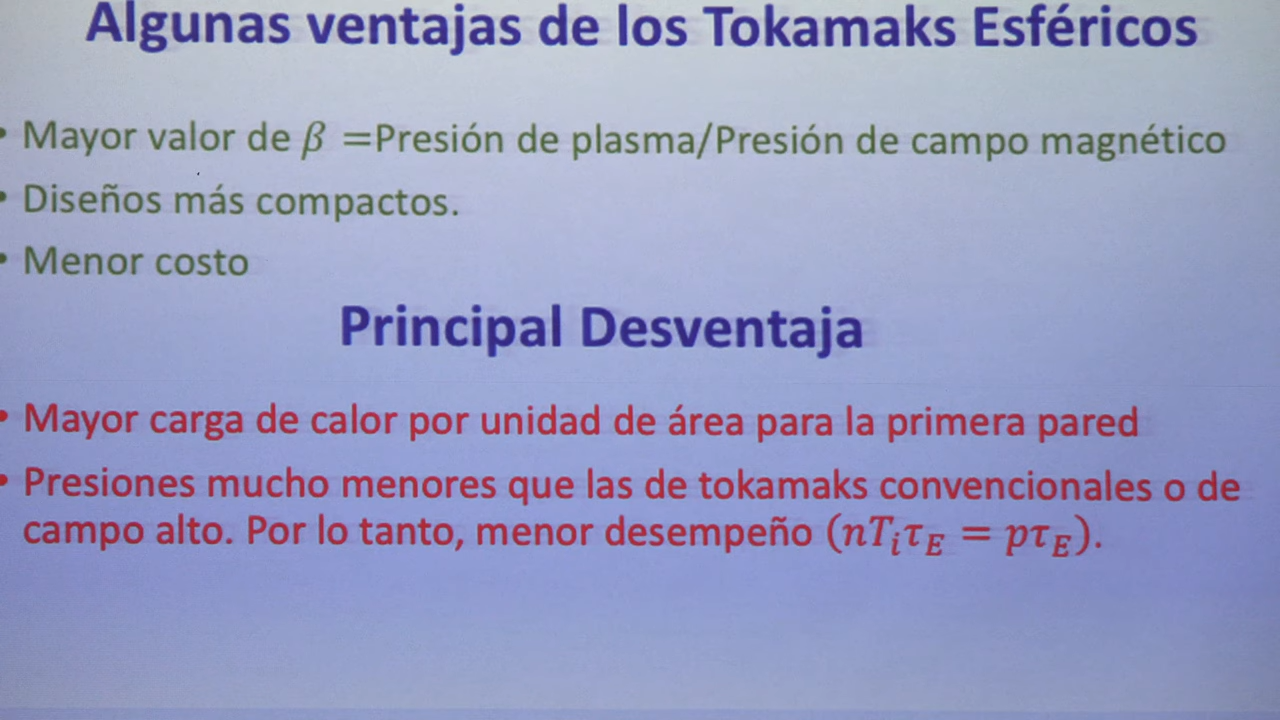 Algunas ventajas de los Tokamaks Esféricos
• Mayor valor de β =Presión de plasma/Presión de campo magnético
• Diseños más compactos.
• Menor costo
Principal Desventaja
• Mayor carga de calor por unidad de área para la primera pared
• Presiones mucho menores que las de tokamaks convencionales o de
campo alto. Por lo tanto, menor desempeño (nTᵢτ_E = pτ_E).